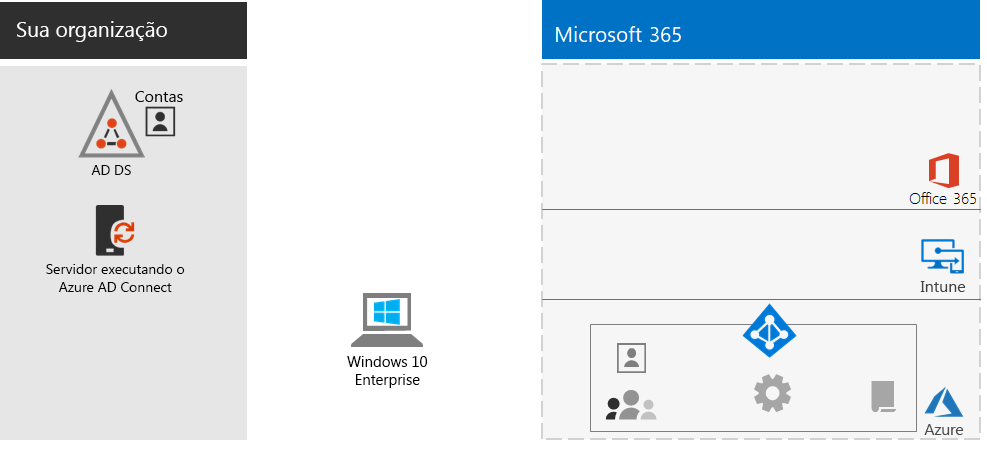 Sua organização
Microsoft 365
Contas
AD DS
Servidor executando o
Azure AD Connect
Windows 10
Enterprise
Office 365
Intune
Azure